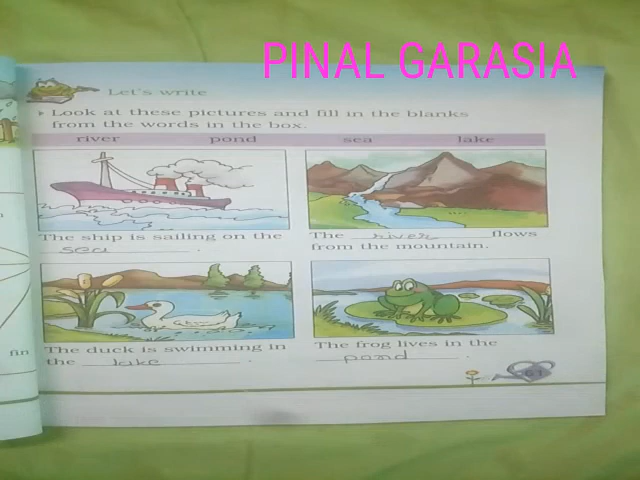 PINAL GARASIA
Let's write
Look at these pictures and fill in the blanks
from the words in the box.
river pond sea lake
The ship is sailing on the
sea.
The river flows
from the mountain.
The duck is swimming in
the lake.
The frog lives in the
pond.
fin
61